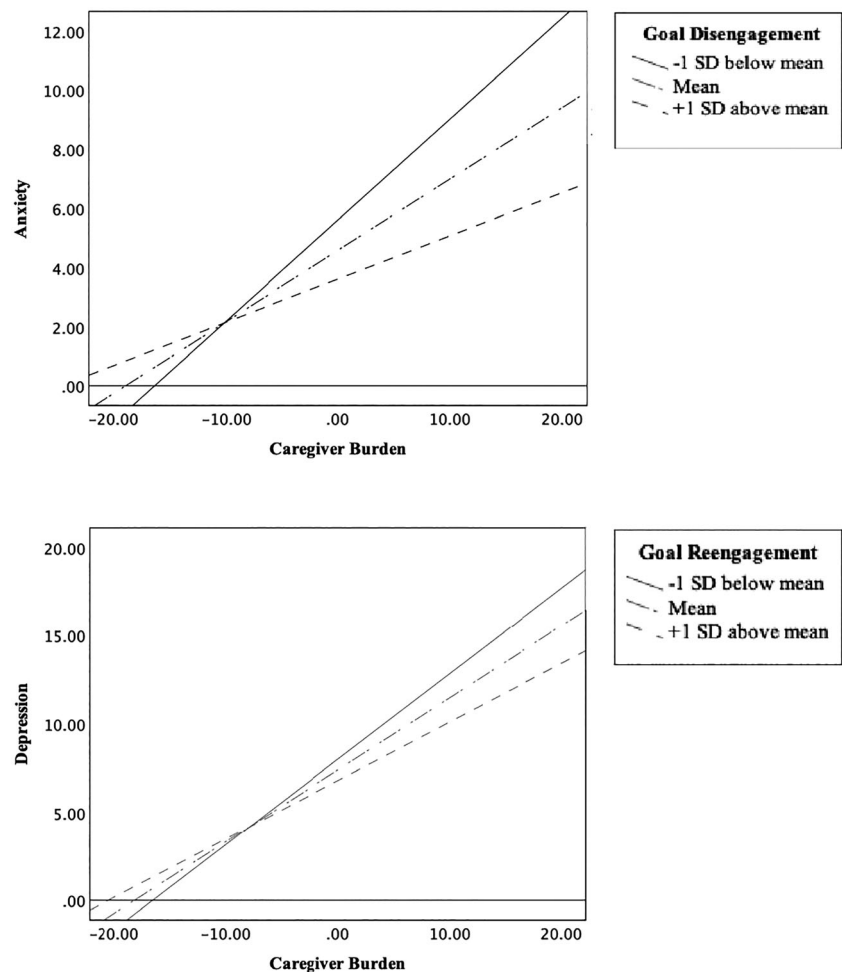 12.00
10.00
8.00
6.00
4.00
2.00
.00
Anxiety
-20.00 -10.00 .00 10.00 20.00
Caregiver Burden
Goal Disengagement
-1 SD below mean
Mean
+1 SD above mean
20.00
15.00
10.00
5.00
.00
Depression
-20.00 -10.00 .00 10.00 20.00
Caregiver Burden
Goal Reengagement
-1 SD below mean
Mean
+1 SD above mean